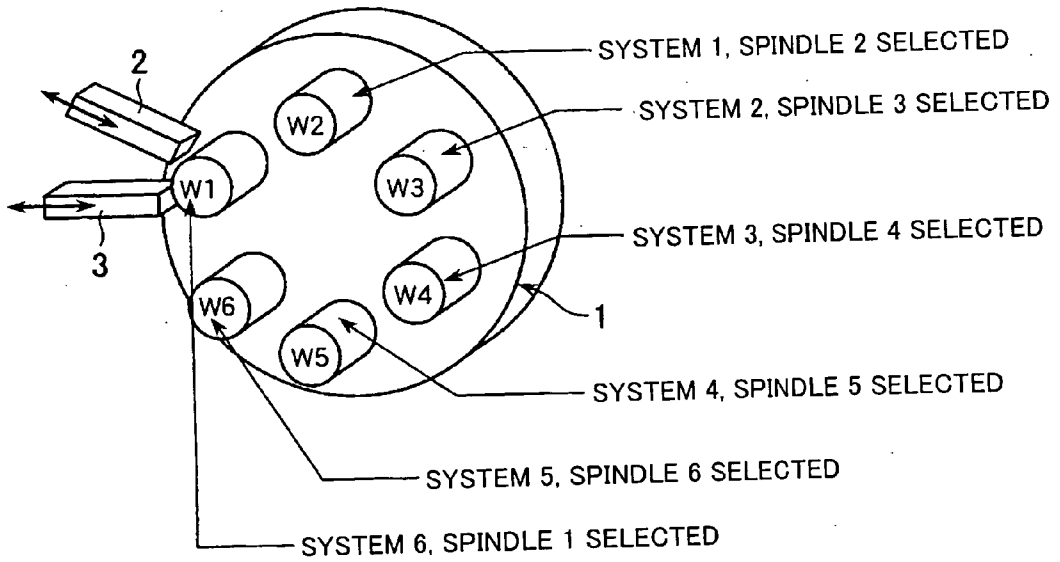 2
SYSTEM 1, SPINDLE 2 SELECTED
W2
SYSTEM 2, SPINDLE 3 SELECTED
W1
W3
3
SYSTEM 3, SPINDLE 4 SELECTED
W4
W6
1
W5
SYSTEM 4, SPINDLE 5 SELECTED
SYSTEM 5, SPINDLE 6 SELECTED
SYSTEM 6, SPINDLE 1 SELECTED